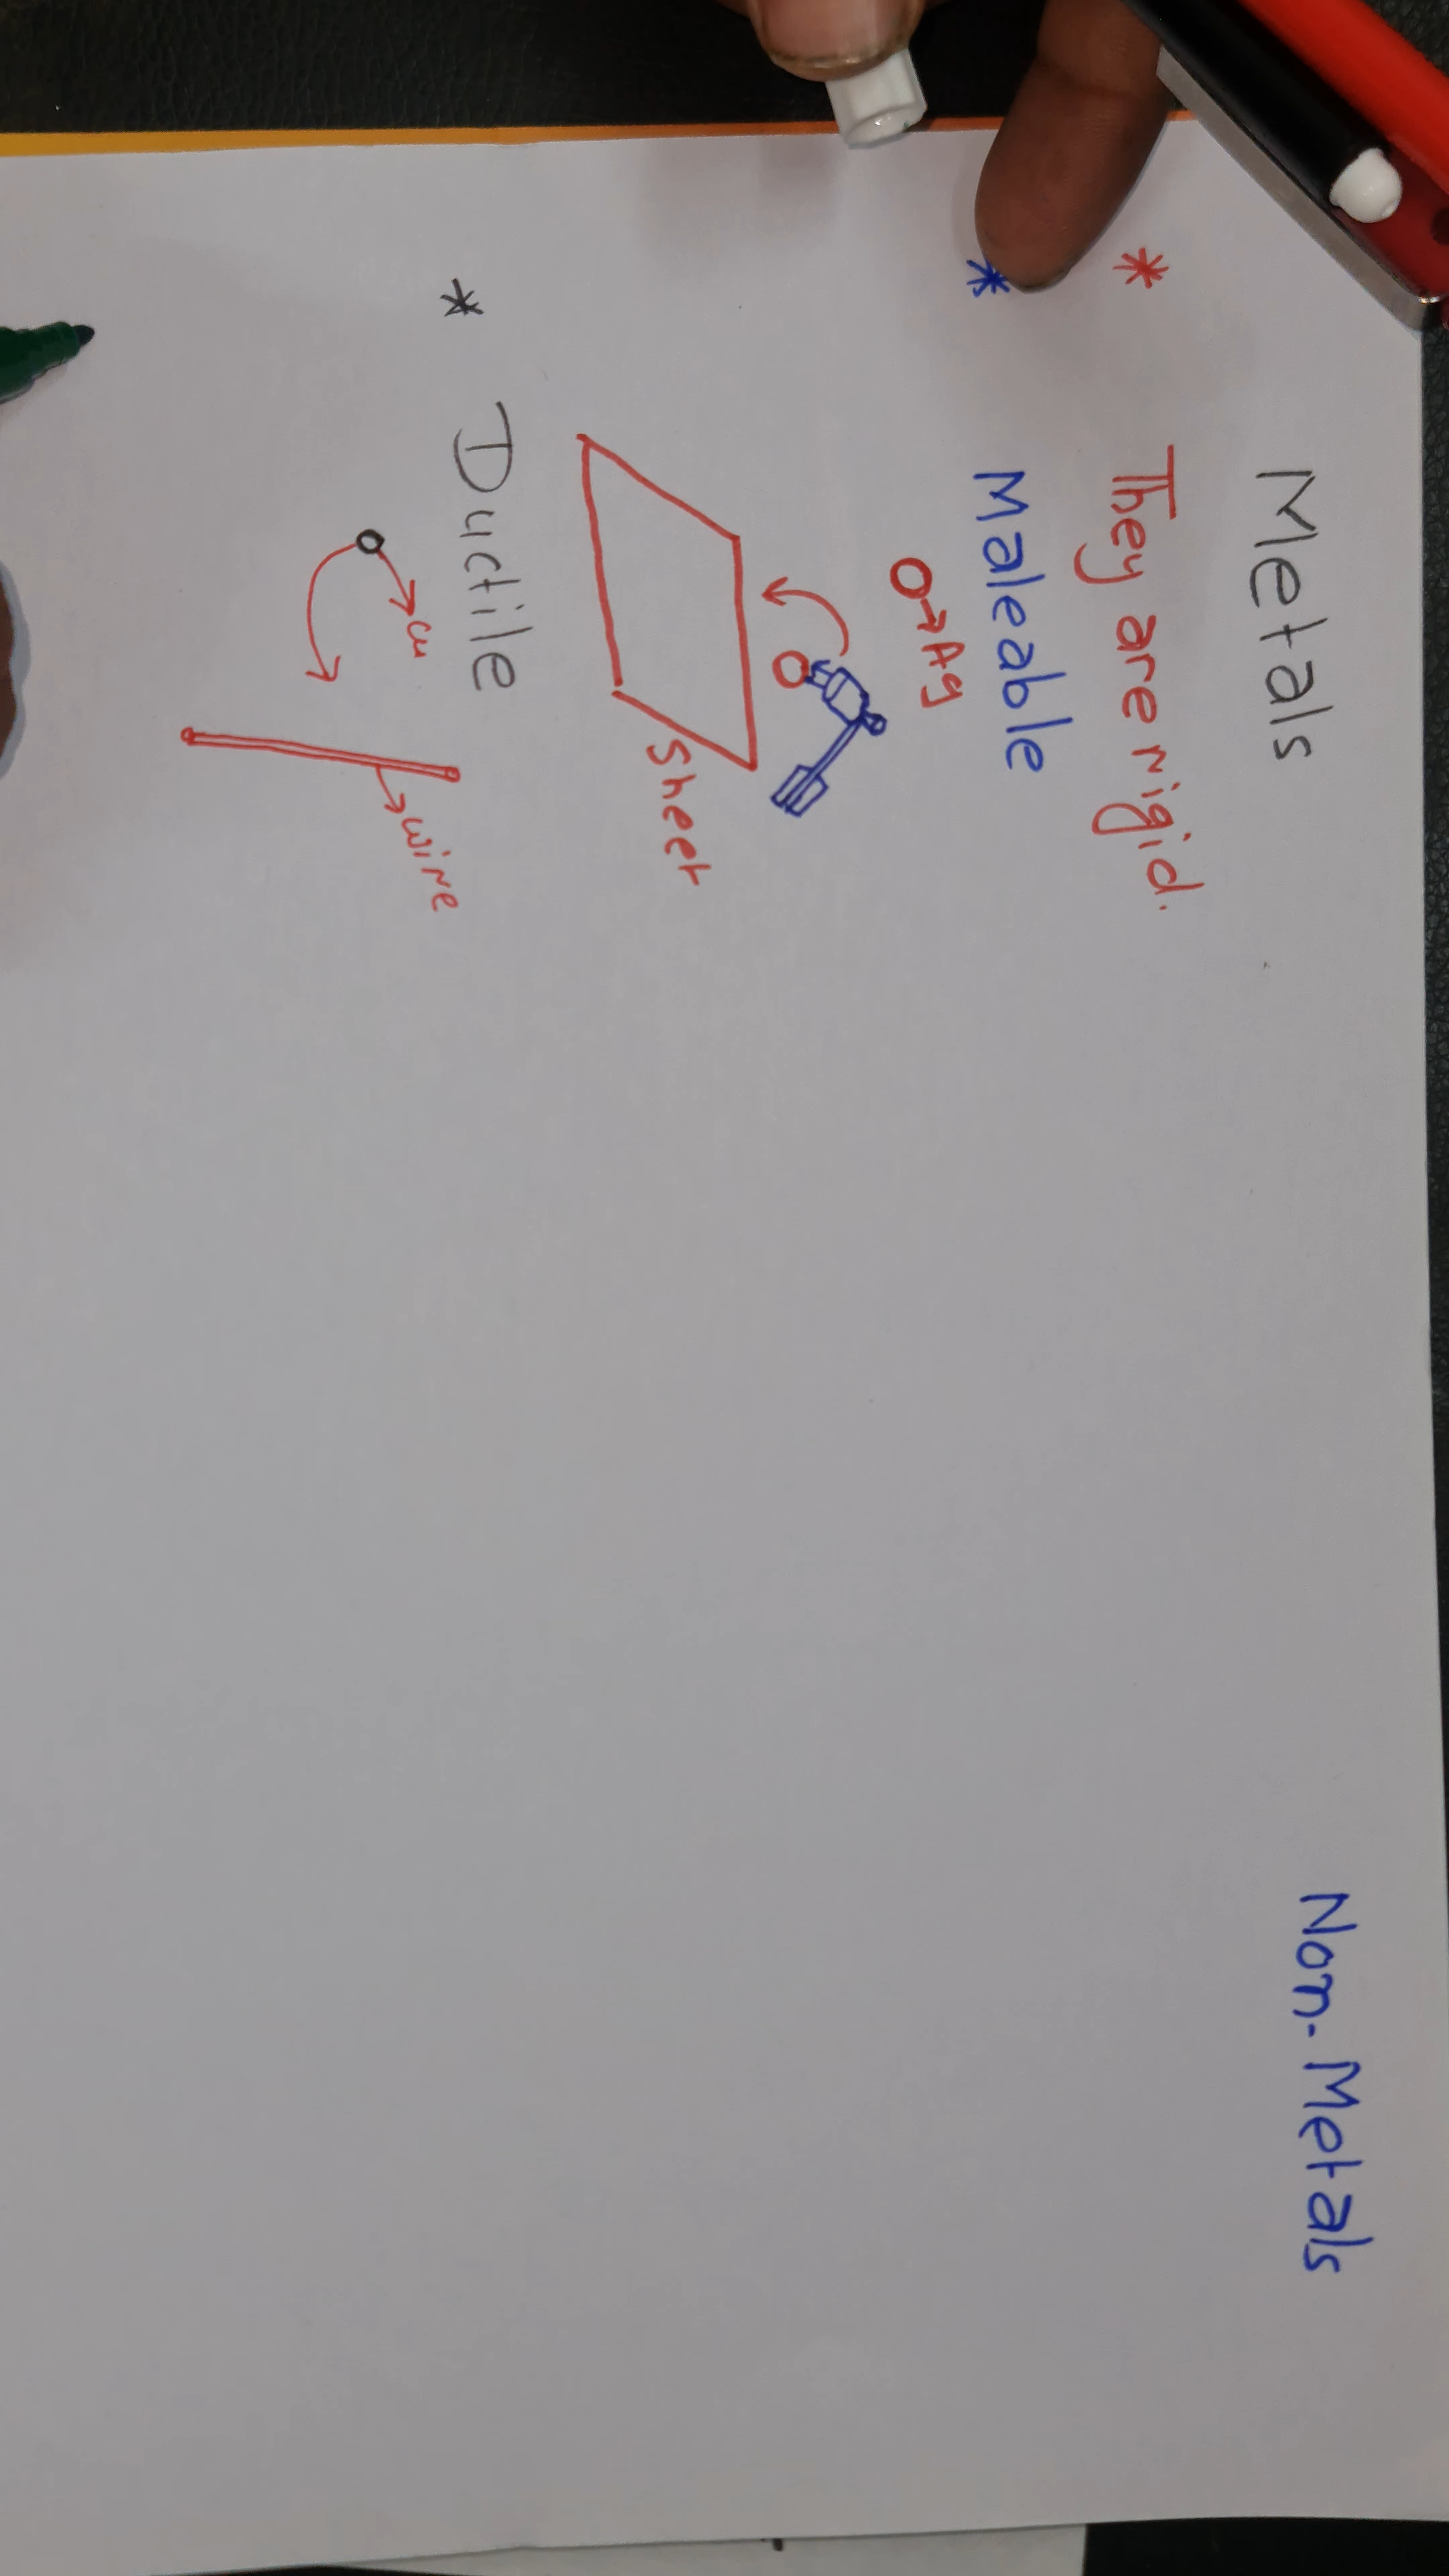 Metals
Non-Metals
* They are rigid.
* Maleable
Ag
Sheet
* Ductile
Cu
wire